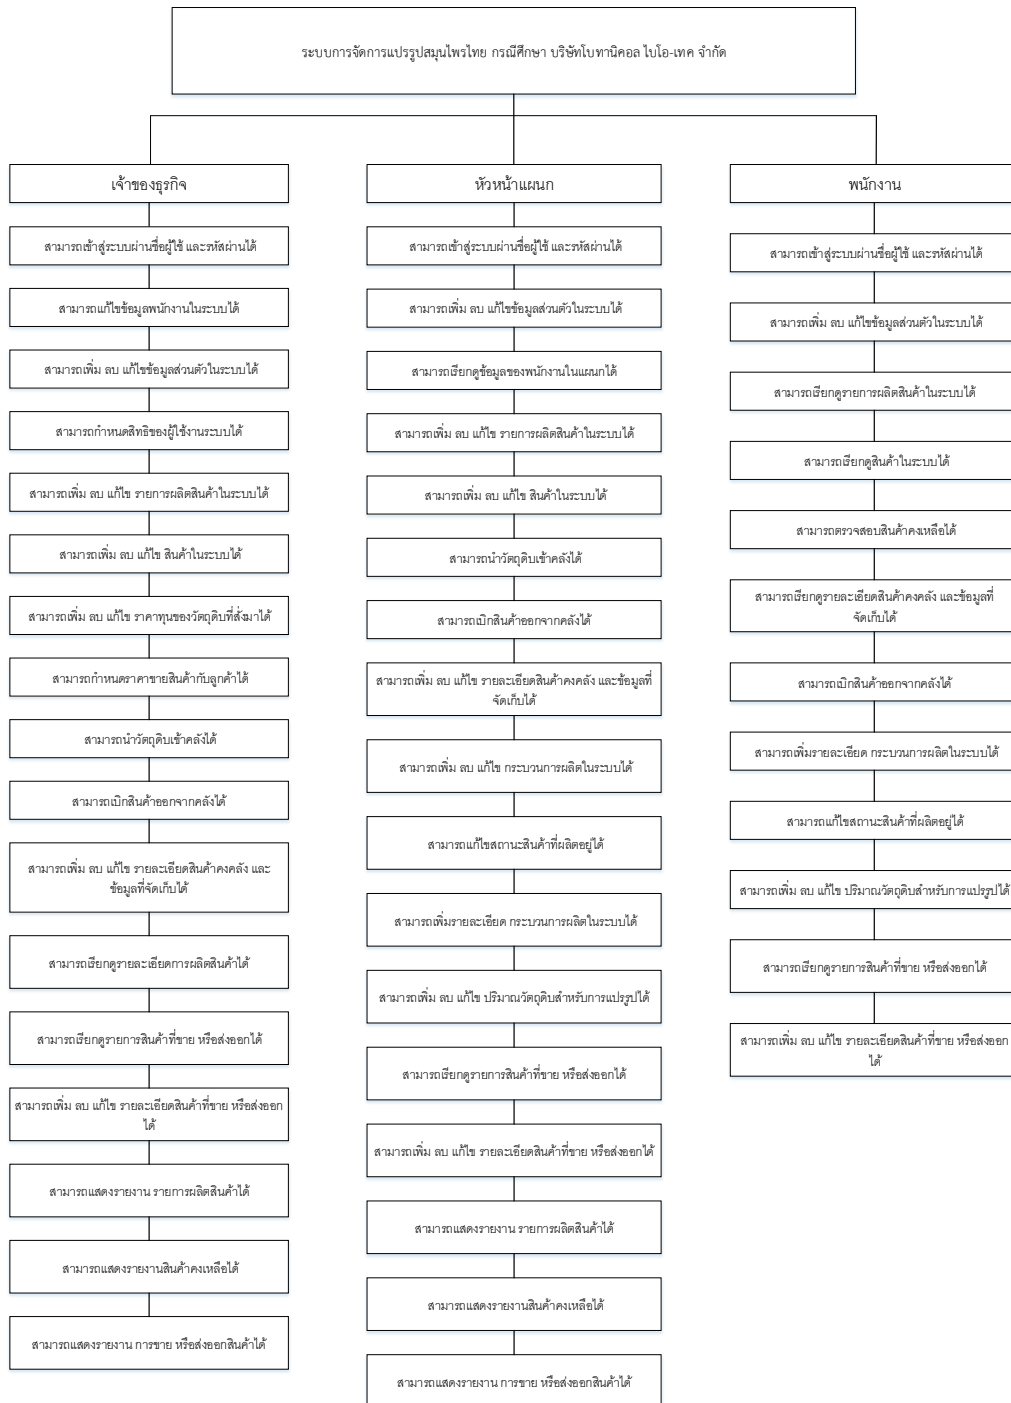 ระบบการจัดการแปรรูปสมุนไพรไทย กรณีศึกษา บริษัทโบทานิคอล ไบโอ-เทค จำกัด
เจ้าของธุรกิจ
สามารถเข้าสู่ระบบผ่านชื่อผู้ใช้ และรหัสผ่านได้
สามารถแก้ไขข้อมูลพนักงานในระบบได้
สามารถเพิ่ม ลบ แก้ไขข้อมูลส่วนตัวในระบบได้
สามารถกำหนดสิทธิของผู้ใช้งานระบบได้
สามารถเพิ่ม ลบ แก้ไข รายการผลิตสินค้าในระบบได้
สามารถเพิ่ม ลบ แก้ไข สินค้าในระบบได้
สามารถเพิ่ม ลบ แก้ไข ราคาทุนของวัตถุดิบที่สั่งมาได้
สามารถกำหนดราคาขายสินค้ากับลูกค้าได้
สามารถนำวัตถุดิบเข้าคลังได้
สามารถเบิกสินค้าออกจากคลังได้
สามารถเพิ่ม ลบ แก้ไข รายละเอียดสินค้าคงคลัง และ
ข้อมูลที่จัดเก็บได้
สามารถเรียกดูรายละเอียดการผลิตสินค้าได้
สามารถเรียกดูรายการสินค้าที่ขาย หรือส่งออกได้
สามารถเพิ่ม ลบ แก้ไข รายละเอียดสินค้าที่ขาย หรือส่งออก
ได้
สามารถแสดงรายงาน รายการผลิตสินค้าได้
สามารถแสดงรายงานสินค้าคงเหลือได้
สามารถแสดงรายงาน การขาย หรือส่งออกสินค้าได้
หัวหน้าแผนก
สามารถเข้าสู่ระบบผ่านชื่อผู้ใช้ และรหัสผ่านได้
สามารถเพิ่ม ลบ แก้ไขข้อมูลส่วนตัวในระบบได้
สามารถเรียกดูข้อมูลของพนักงานในแผนกได้
สามารถเพิ่ม ลบ แก้ไข รายการผลิตสินค้าในระบบได้
สามารถเพิ่ม ลบ แก้ไข สินค้าในระบบได้
สามารถนำวัตถุดิบเข้าคลังได้
สามารถเบิกสินค้าออกจากคลังได้
สามารถเพิ่ม ลบ แก้ไข รายละเอียดสินค้าคงคลัง และข้อมูลที่
จัดเก็บได้
สามารถเพิ่ม ลบ แก้ไข กระบวนการผลิตในระบบได้
สามารถแก้ไขสถานะสินค้าที่ผลิตอยู่ได้
สามารถเพิ่มรายละเอียด กระบวนการผลิตในระบบได้
สามารถเพิ่ม ลบ แก้ไข ปริมาณวัตถุดิบสำหรับการแปรรูปได้
สามารถเรียกดูรายการสินค้าที่ขาย หรือส่งออกได้
สามารถเพิ่ม ลบ แก้ไข รายละเอียดสินค้าที่ขาย หรือส่งออกได้
สามารถแสดงรายงาน รายการผลิตสินค้าได้
สามารถแสดงรายงานสินค้าคงเหลือได้
สามารถแสดงรายงาน การขาย หรือส่งออกสินค้าได้
พนักงาน
สามารถเข้าสู่ระบบผ่านชื่อผู้ใช้ และรหัสผ่านได้
สามารถเพิ่ม ลบ แก้ไขข้อมูลส่วนตัวในระบบได้
สามารถเรียกดูรายการผลิตสินค้าในระบบได้
สามารถเรียกดูสินค้าในระบบได้
สามารถตรวจสอบสินค้าคงเหลือได้
สามารถเรียกดูรายละเอียดสินค้าคงคลัง และข้อมูลที่
จัดเก็บได้
สามารถเบิกสินค้าออกจากคลังได้
สามารถเพิ่มรายละเอียด กระบวนการผลิตในระบบได้
สามารถแก้ไขสถานะสินค้าที่ผลิตอยู่ได้
สามารถเพิ่ม ลบ แก้ไข ปริมาณวัตถุดิบสำหรับการแปรรูปได้
สามารถเรียกดูรายการสินค้าที่ขาย หรือส่งออกได้
สามารถเพิ่ม ลบ แก้ไข รายละเอียดสินค้าที่ขาย หรือส่งออก
ได้